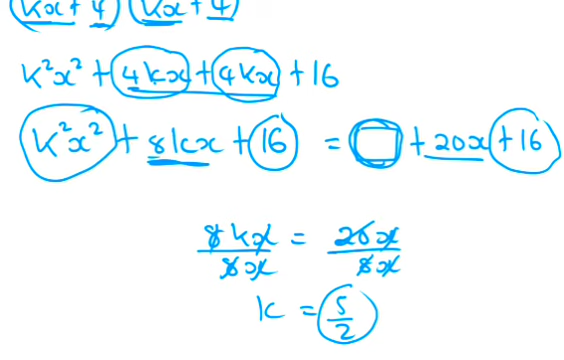 (kx + 4) (kx + 4)
k²x² + 4kx + 4kx + 16
k²x² + 8kx + 16 = □ + 20x + 16
8kx/8x = 20x/8x
k = 5/2